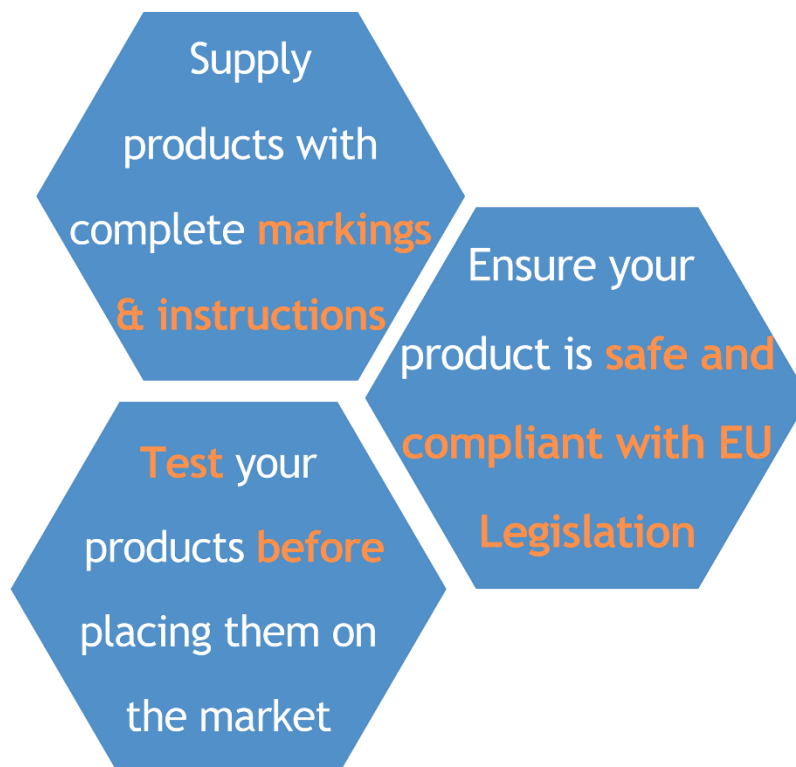 Supply
products with
complete markings
& instructions
Ensure your
product is safe and
compliant with EU
Legislation
Test your
products before
placing them on
the market